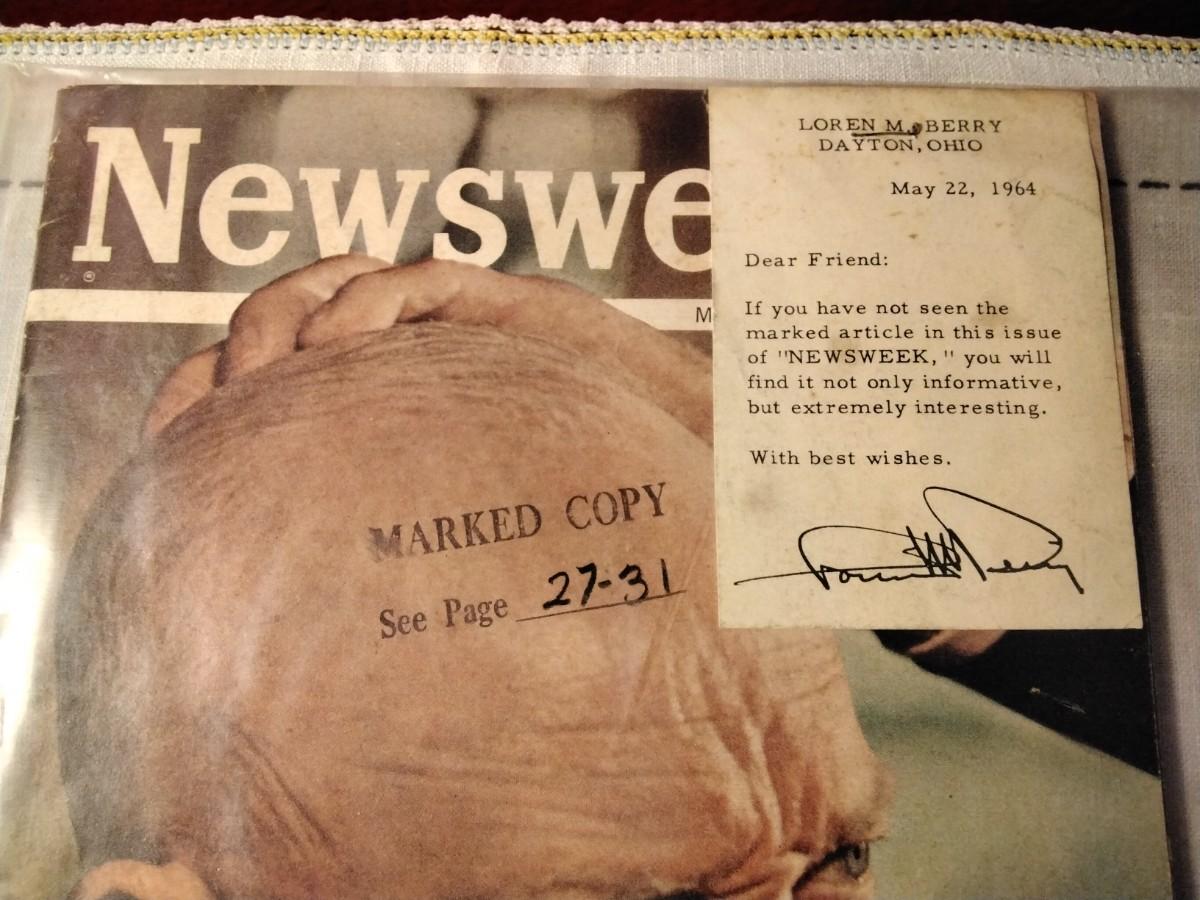 Newswe
®
M
MARKED COPY
See Page 27-31
LOREN M. BERRY
DAYTON, OHIO
May 22, 1964
Dear Friend:
If you have not seen the
marked article in this issue
of "NEWSWEEK," you will
find it not only informative,
but extremely interesting.
With best wishes.
Loren M Berry